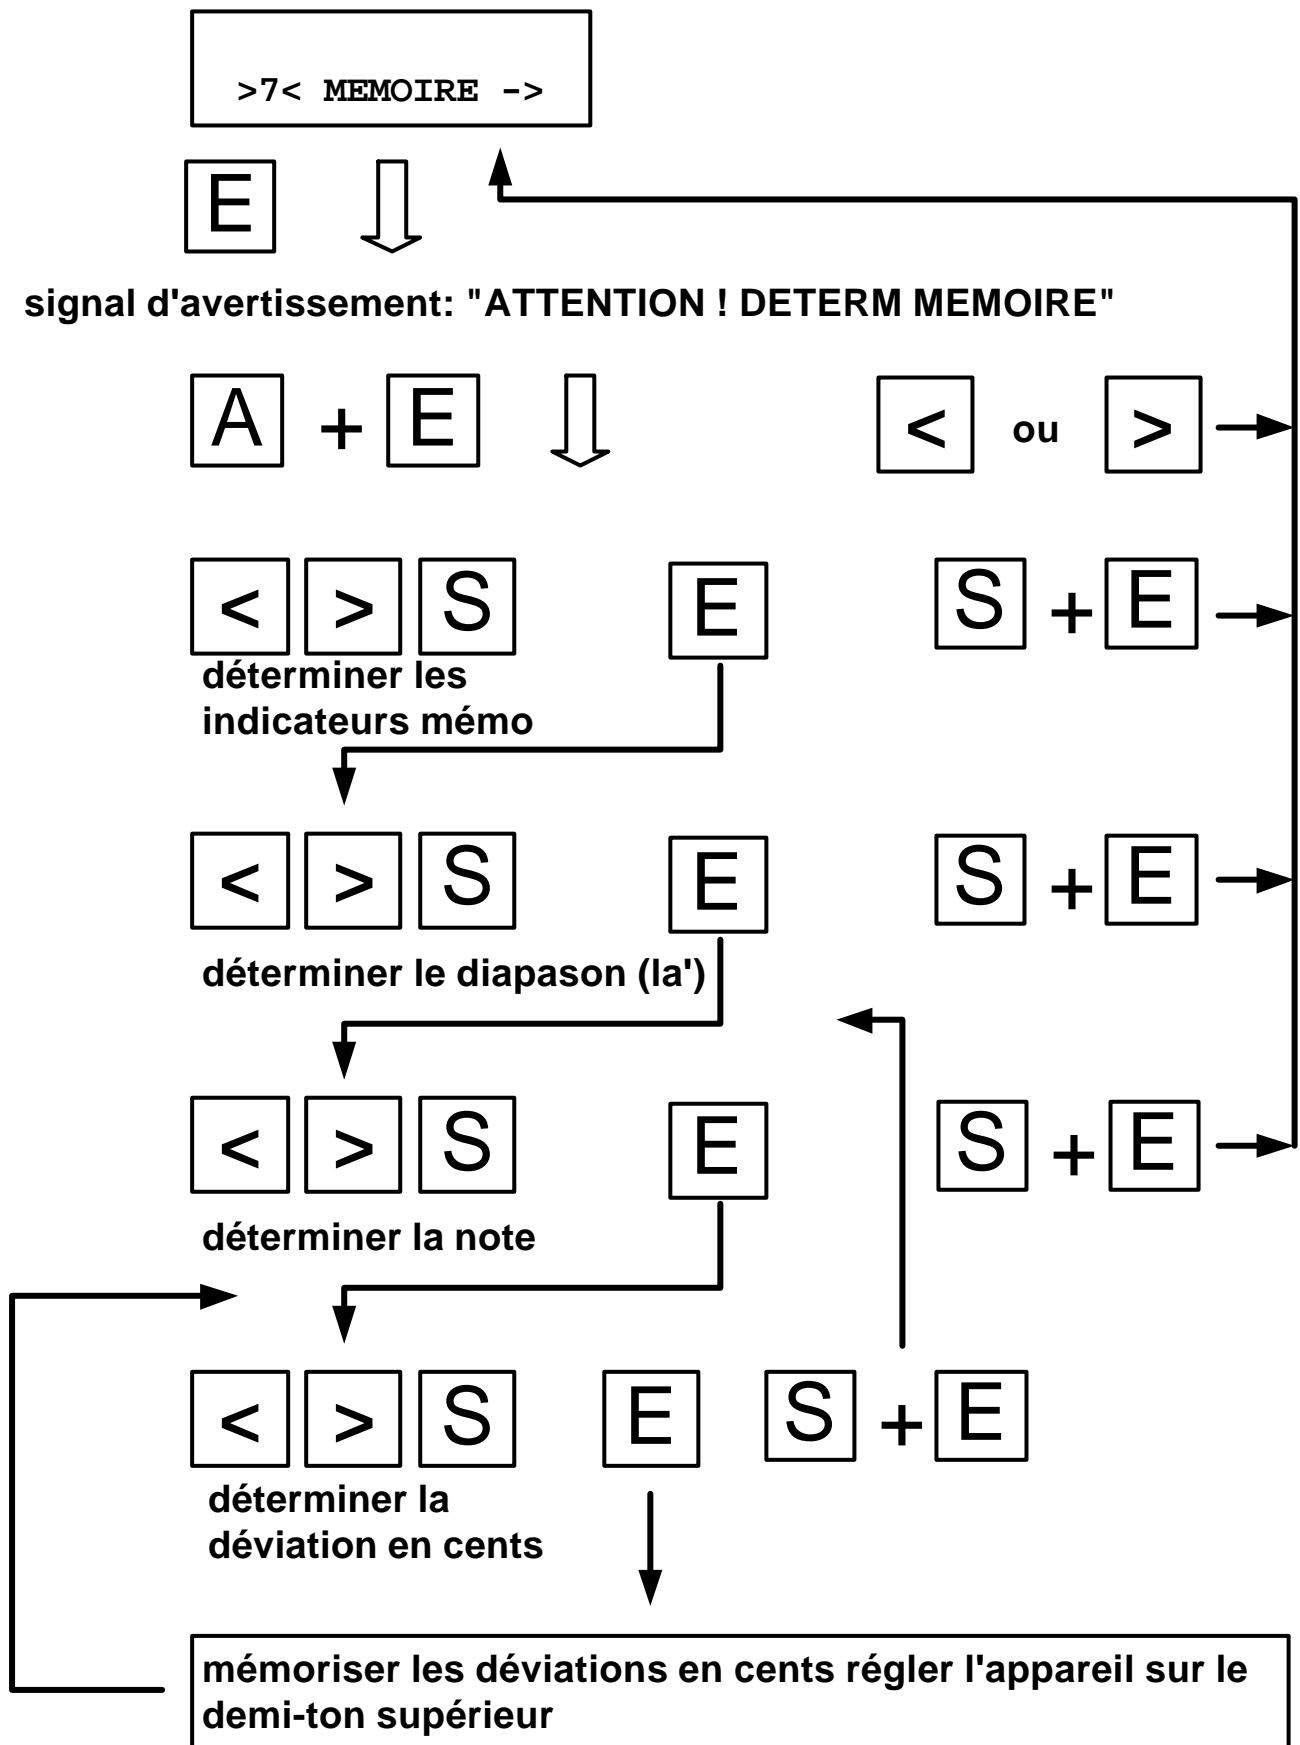 >7< MEMOIRE ->
E
signal d'avertissement: "ATTENTION ! DETERM MEMOIRE"
A + E < ou >
< > S E S + E
déterminer les
indicateurs mémo
< > S E S + E
déterminer le diapason (la')
< > S E S + E
déterminer la note
< > S E S + E
déterminer la
déviation en cents
mémoriser les déviations en cents régler l'appareil sur le
demi-ton supérieur